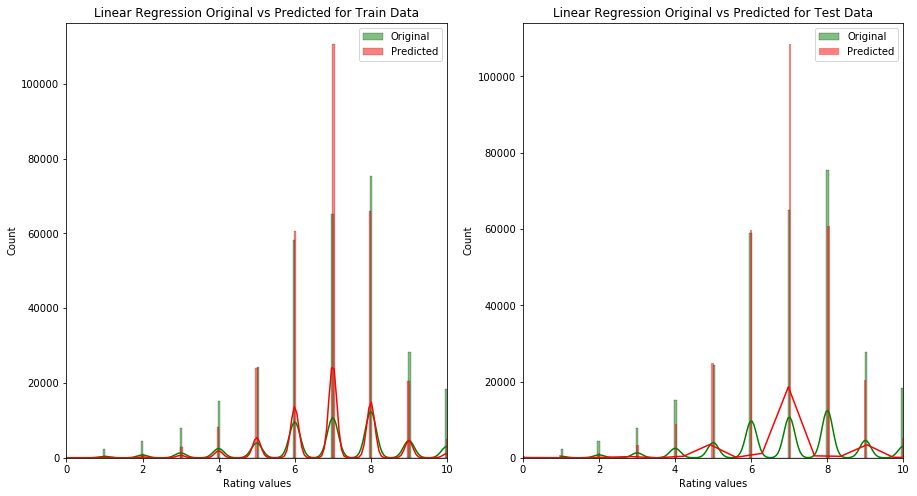 Linear Regression Original vs Predicted for Train Data
Original
Predicted
100000
80000
60000
40000
20000
0
Count
0 2 4 6 8 10
Rating values
Linear Regression Original vs Predicted for Test Data
Original
Predicted
100000
80000
60000
40000
20000
0
Count
0 2 4 6 8 10
Rating values